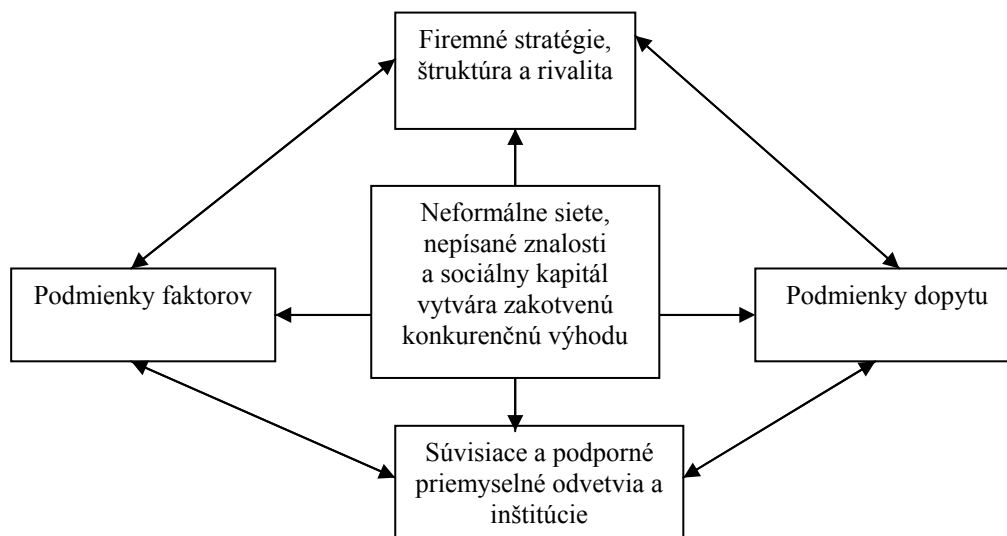 Firemné stratégie,
štruktúra a rivalita
Neformálne siete,
nepísané znalosti
a sociálny kapitál
vytvára zakotvenú
konkurenčnú výhodu
Podmienky faktorov
Podmienky dopytu
Súvisiace a podporné
priemyselné odvetvia a
inštitúcie